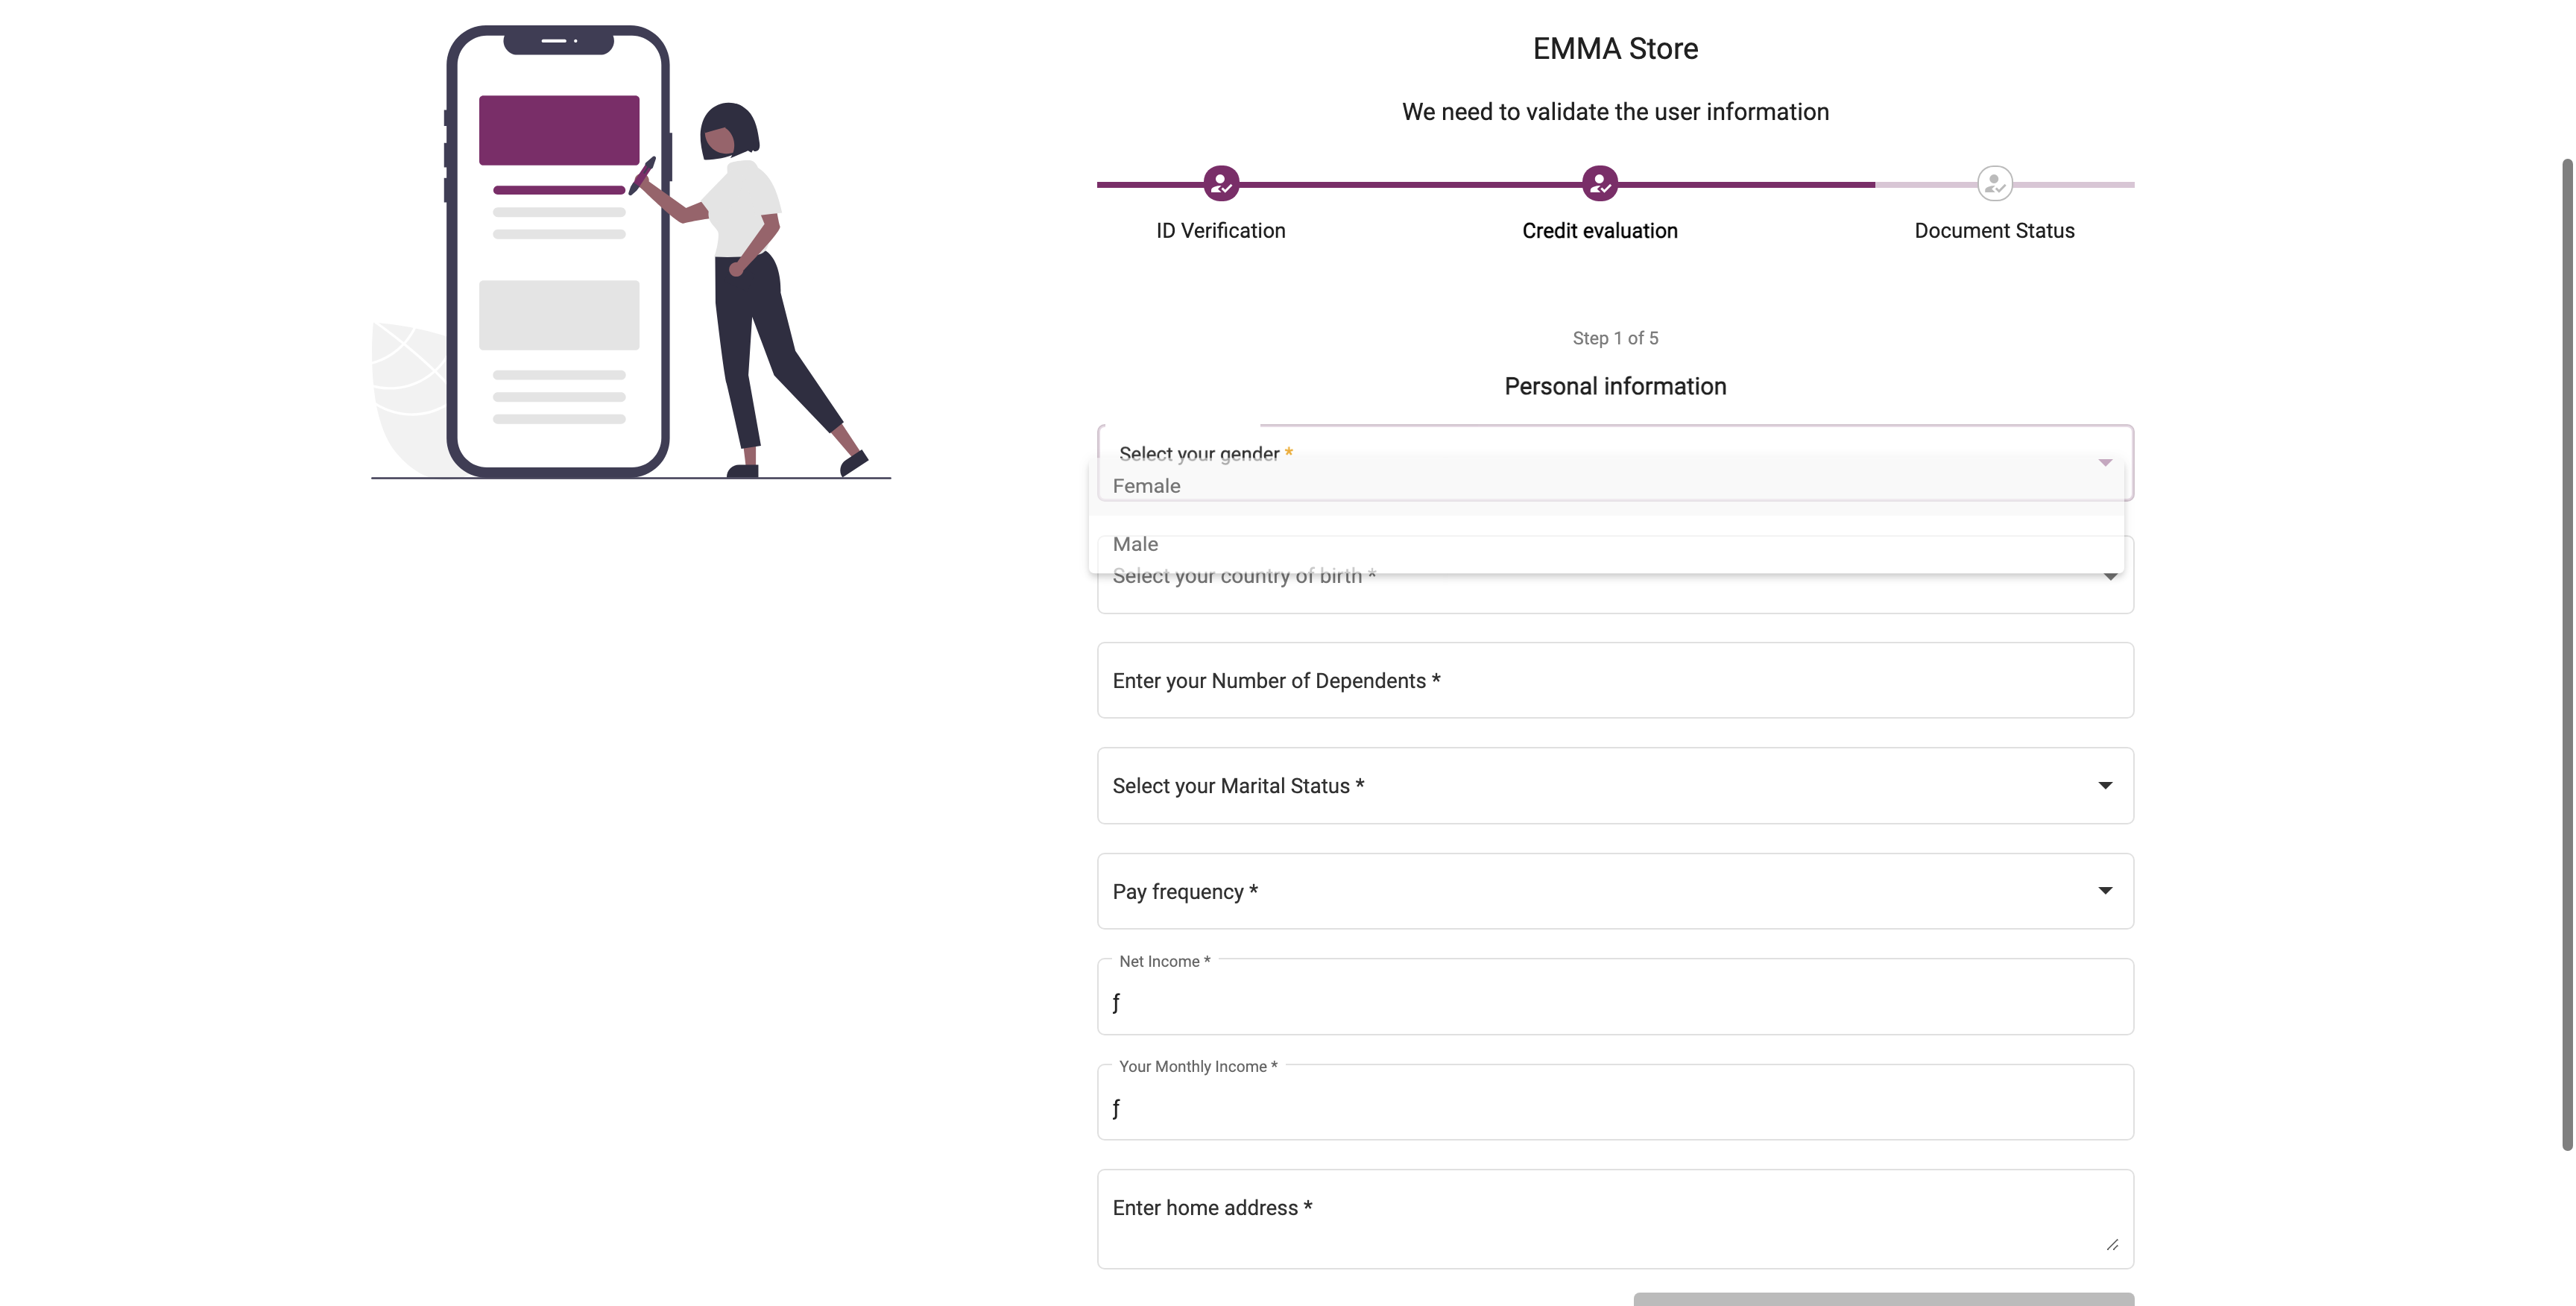 EMMA Store
We need to validate the user information
ID Verification
Credit evaluation
Document Status
Step 1 of 5
Personal information
Select your gender *
Female
Male
Select your country of birth *
Enter your Number of Dependents *
Select your Marital Status *
Pay frequency *
Net Income *
ƒ
Your Monthly Income *
ƒ
Enter home address *